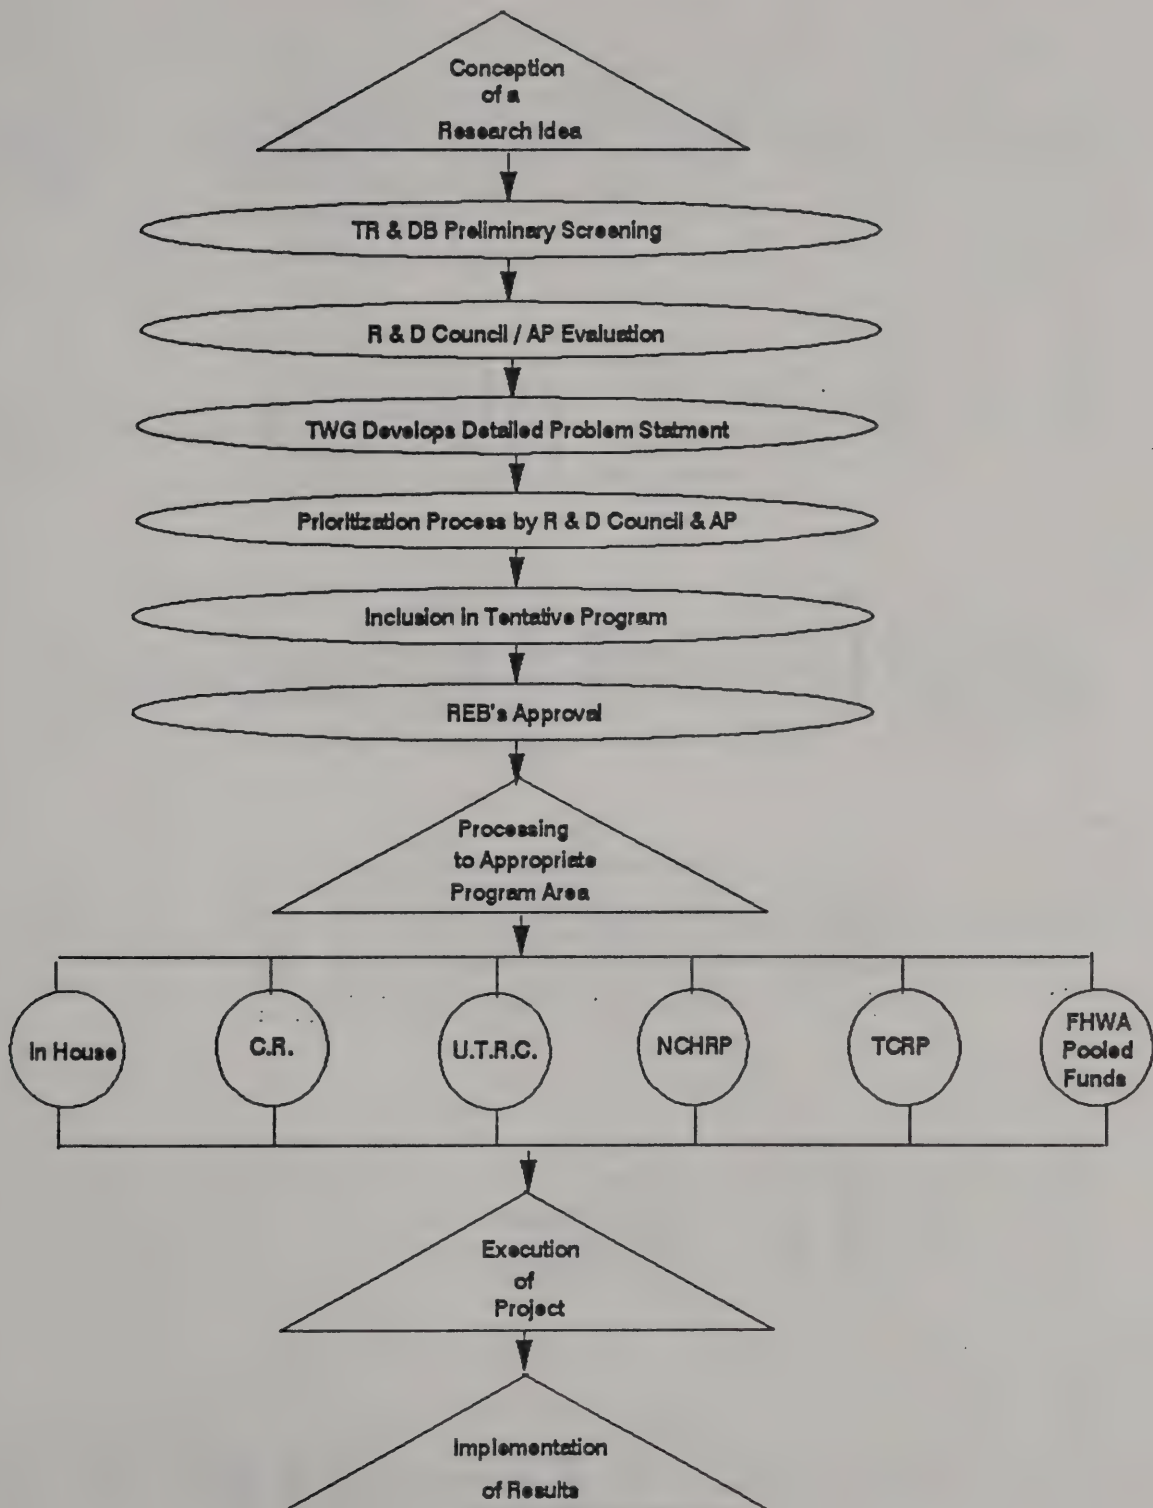 Conception
of a
Research Idea
TR & DB Preliminary Screening
R & D Council / AP Evaluation
TWG Develops Detailed Problem Statment
Prioritization Process by R & D Council & AP
Inclusion in Tentative Program
REB's Approval
Processing
to Appropriate
Program Area
In House
C.R.
U.T.R.C.
NCHRP
TCRP
FHWA
Pooled
Funds
Execution
of
Project
Implementation
of Results